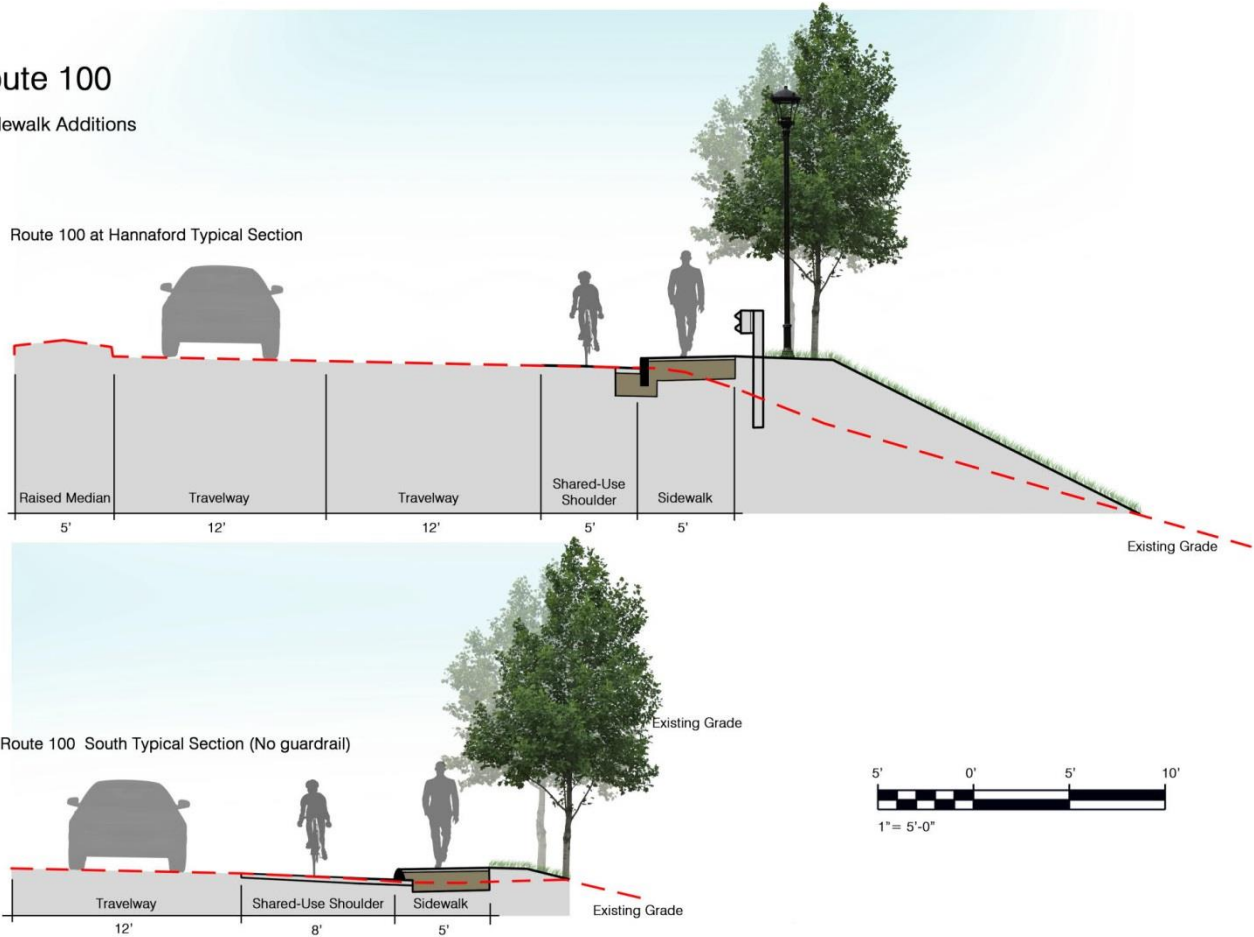 oute 100
dewalk Additions
Route 100 at Hannaford Typical Section
Raised Median
Travelway
Travelway
Shared-Use
Shoulder
Sidewalk
5'
12'
12'
5'
5'
Existing Grade
Existing Grade
Route 100 South Typical Section (No guardrail)
5'
0'
5'
10'
1"= 5'-0"
Travelway
Shared-Use Shoulder
Sidewalk
Existing Grade
12'
8'
5'